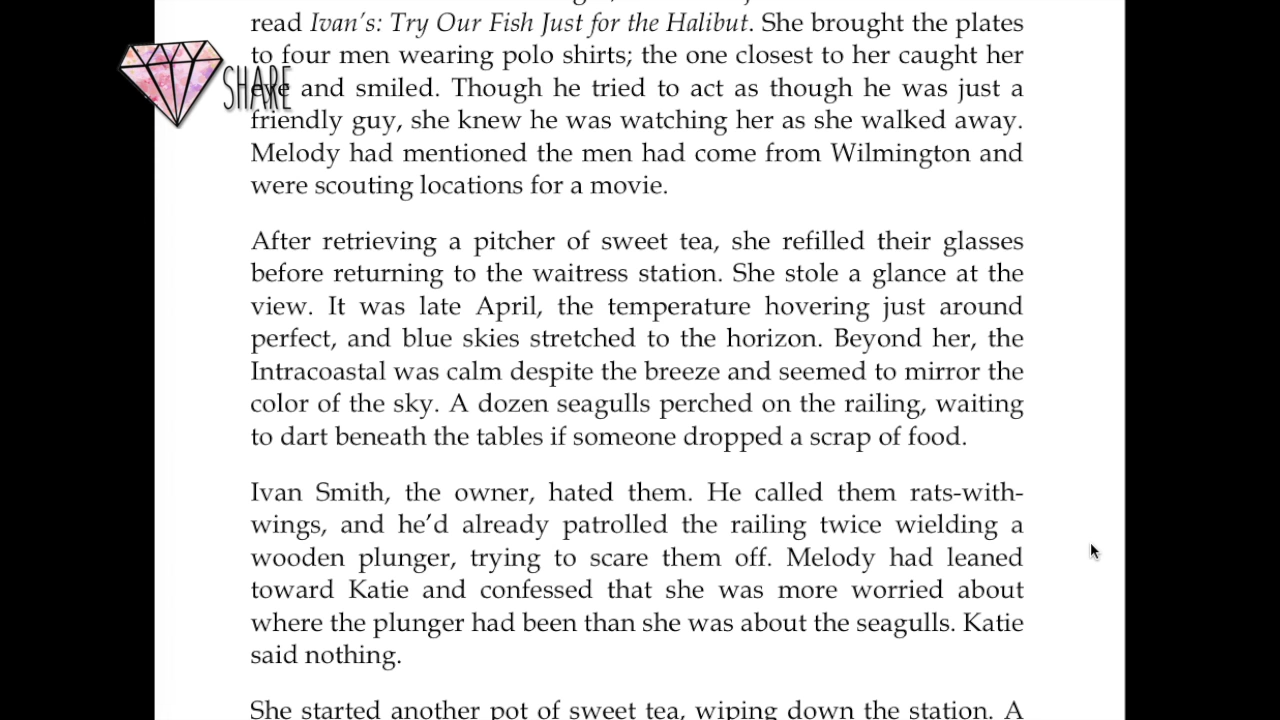 read Ivan's: Try Our Fish Just for the Halibut. She brought the plates
to four men wearing polo shirts; the one closest to her caught her
SHARE
eye and smiled. Though he tried to act as though he was just a
friendly guy, she knew he was watching her as she walked away.
Melody had mentioned the men had come from Wilmington and
were scouting locations for a movie.
After retrieving a pitcher of sweet tea, she refilled their glasses
before returning to the waitress station. She stole a glance at the
view. It was late April, the temperature hovering just around
perfect, and blue skies stretched to the horizon. Beyond her, the
Intracoastal was calm despite the breeze and seemed to mirror the
color of the sky. A dozen seagulls perched on the railing, waiting
to dart beneath the tables if someone dropped a scrap of food.
Ivan Smith, the owner, hated them. He called them rats-with-
wings, and he'd already patrolled the railing twice wielding a
wooden plunger, trying to scare them off. Melody had leaned
toward Katie and confessed that she was more worried about
where the plunger had been than she was about the seagulls. Katie
said nothing.
She started another pot of sweet tea, wiping down the station. A